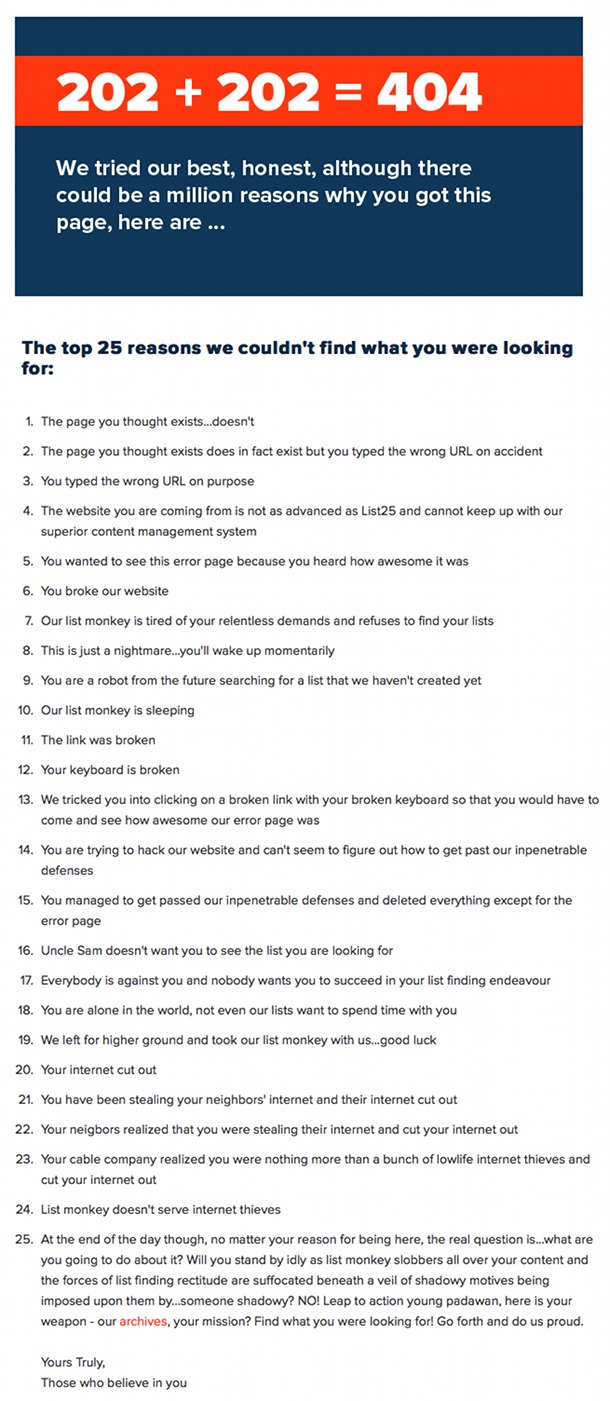 202 + 202 = 404
We tried our best, honest, although there
could be a million reasons why you got this
page, here are ...
The top 25 reasons we couldn't find what you were looking
for:
1. The page you thought exists...doesn't
2. The page you thought exists does in fact exist but you typed the wrong URL on accident
3. You typed the wrong URL on purpose
4. The website you are coming from is not as advanced as List25 and cannot keep up with our
superior content management system
5. You wanted to see this error page because you heard how awesome it was
6. You broke our website
7. Our list monkey is tired of your relentless demands and refuses to find your lists
8. This is just a nightmare...you'll wake up momentarily
9. You are a robot from the future searching for a list that we haven't created yet
10. Our list monkey is sleeping
11. The link was broken
12. Your keyboard is broken
13. We tricked you into clicking on a broken link with your broken keyboard so that you would have to
come and see how awesome our error page was
14. You are trying to hack our website and can't seem to figure out how to get past our inpenetrable
defenses
15. You managed to get passed our inpenetrable defenses and deleted everything except for the
error page
16. Uncle Sam doesn't want you to see the list you are looking for
17. Everybody is against you and nobody wants you to succeed in your list finding endeavour
18. You are alone in the world, not even our lists want to spend time with you
19. We left for higher ground and took our list monkey with us...good luck
20. Your internet cut out
21. You have been stealing your neighbors' internet and their internet cut out
22. Your neigbors realized that you were stealing their internet and cut your internet out
23. Your cable company realized you were nothing more than a bunch of lowlife internet thieves and
cut your internet out
24. List monkey doesn't serve internet thieves
25. At the end of the day though, no matter your reason for being here, the real question is...what are
you going to do about it? Will you stand by idly as list monkey slobbers all over your content and
the forces of list finding rectitude are suffocated beneath a veil of shadowy motives being
imposed upon them by...someone shadowy? NO! Leap to action young padawan, here is your
weapon - our archives, your mission? Find what you were looking for! Go forth and do us proud.
Yours Truly,
Those who believe in you